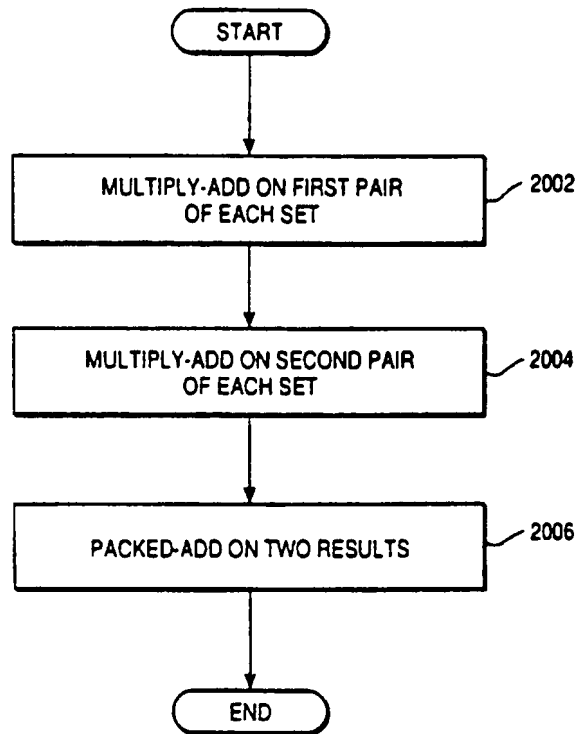 START
MULTIPLY-ADD ON FIRST PAIR
OF EACH SET
2002
MULTIPLY-ADD ON SECOND PAIR
OF EACH SET
2004
PACKED-ADD ON TWO RESULTS
2006
END